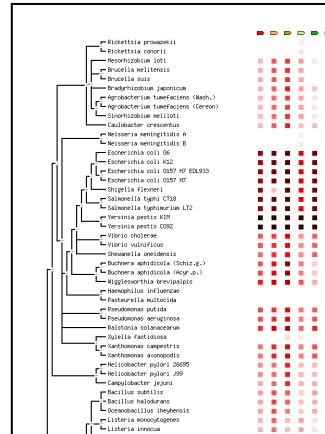 Rickettsia prowazekii
Rickettsia conorii
Mesorhizobium loti
Brucella melitensis
Brucella suis
Bradyrhizobium japonicum
Agrobacterium tumefaciens (Wash.)
Agrobacterium tumefaciens (Cereon)
Sinorhizobium meliloti
Caulobacter crescentus
Neisseria meningitidis A
Neisseria meningitidis B
Escherichia coli O6
Escherichia coli K12
Escherichia coli O157 H7 EDL933
Escherichia coli O157 H7
Shigella flexneri
Salmonella typhi CT18
Salmonella typhimurium LT2
Yersinia pestis KIM
Yersinia pestis CO92
Vibrio cholerae
Vibrio vulnificus
Shewanella oneidensis
Buchnera aphidicola (Schiz.g.)
Buchnera aphidicola (Acyr.p.)
Wigglesworthia brevipalpis
Haemophilus influenzae
Pasteurella multocida
Pseudomonas putida
Pseudomonas aeruginosa
Ralstonia solanacearum
Xylella fastidiosa
Xanthomonas campestris
Xanthomonas axonopodis
Helicobacter pylori 26695
Helicobacter pylori J99
Campylobacter jejuni
Bacillus subtilis
Bacillus halodurans
Oceanobacillus iheyhensis
Listeria monocytogenes
Listeria innocua